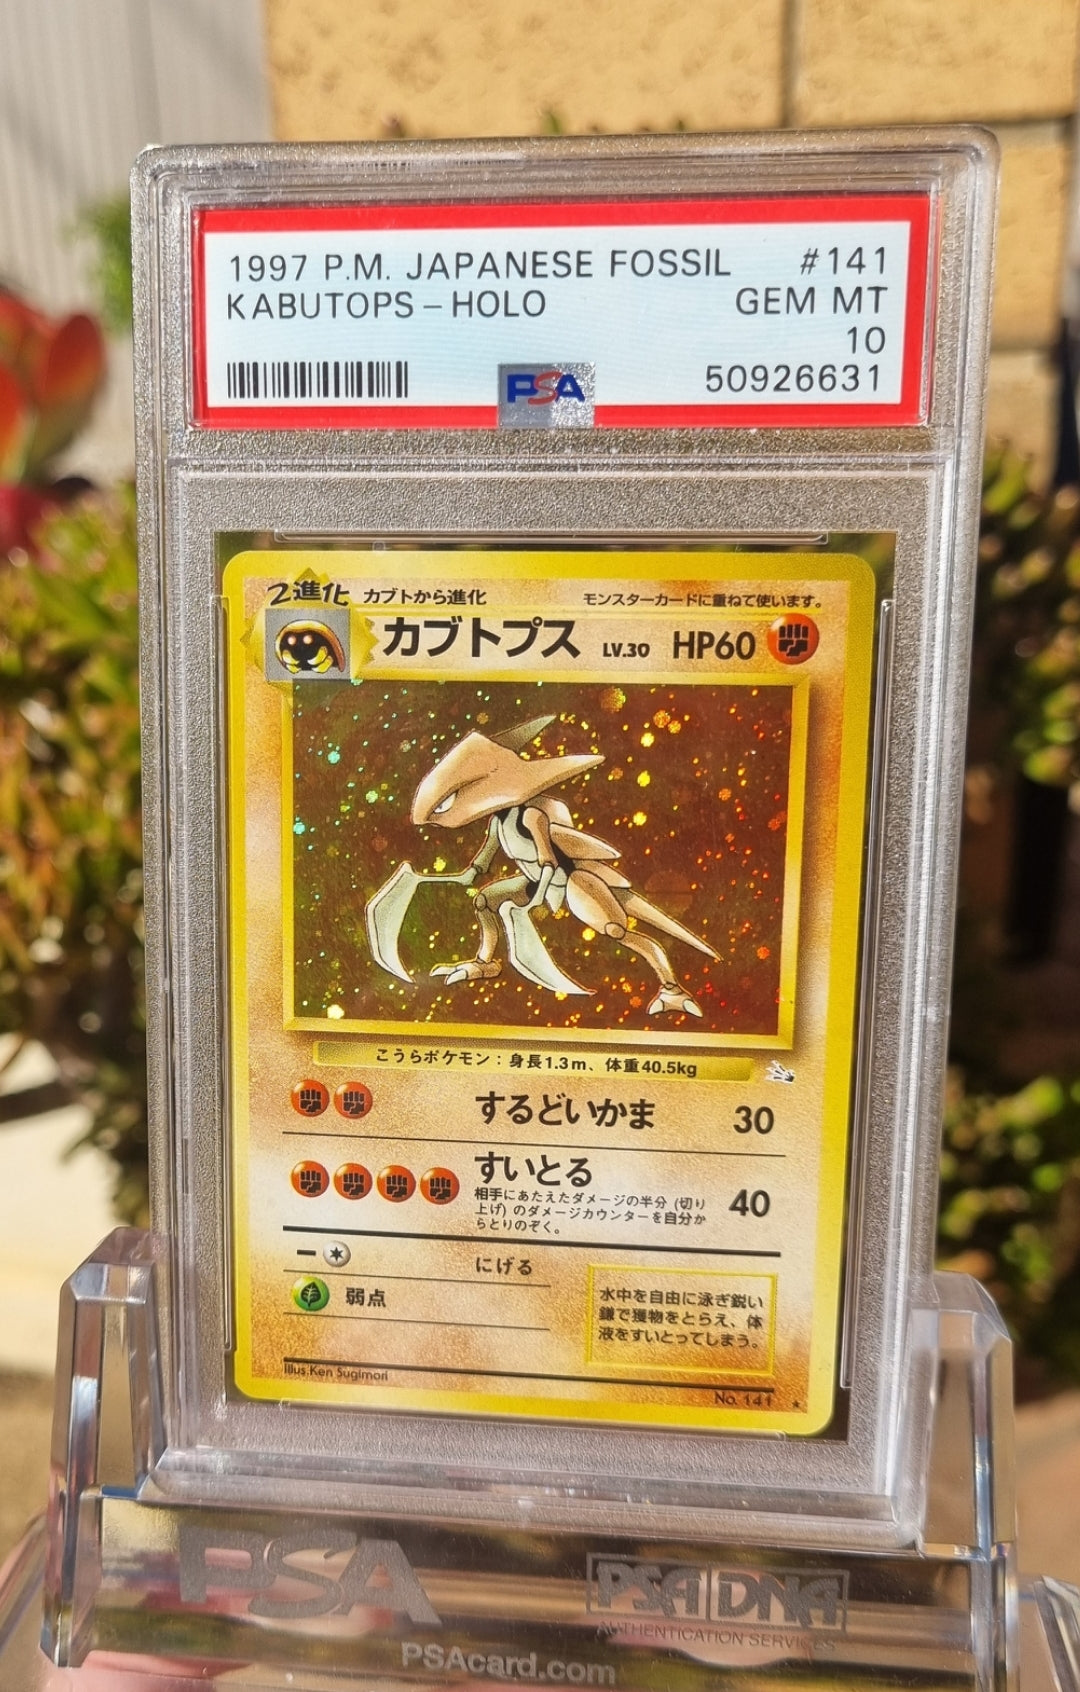 1997 P.M. JAPANESE FOSSIL #141
KABUTOPS-HOLO GEM MT
10
PSA 50926631
2進化 カブトから進化 モンスターカードに重ねて使います。
カブトプス LV.30 HP60
こうらポケモン：身長1.3m、体重40.5kg
するどいかま 30
すいとる 40
相手にあたえたダメージの半分（切り
上げ）のダメージカウンターを自分か
らとりのぞく。
にげる
弱点
水中を自由に泳ぎ鋭い
鎌で獲物をとらえ、体
液をすいとってしまう。
Illus.Ken Sugimori
No. 141 ★
PSA PSA DNA
AUTHENTICATION SERVICES
PSAcard.com